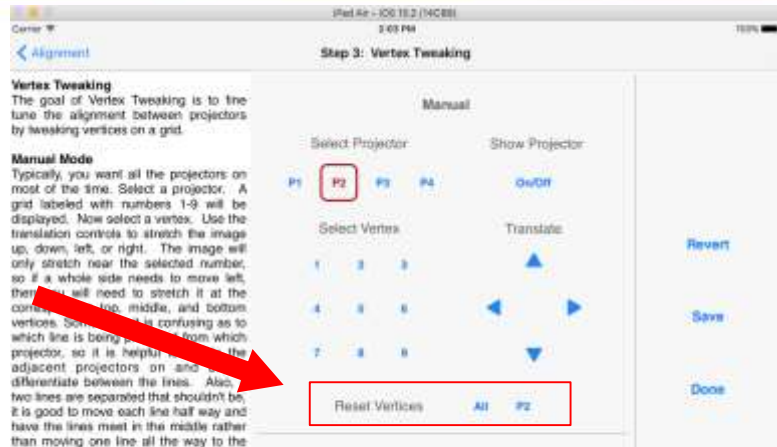 iPad Air - iOS 10.2 (14C89)
Carrier
2:03 PM
100%
Alignment
Step 3: Vertex Tweaking
Vertex Tweaking
The goal of Vertex Tweaking is to fine
tune the alignment between projectors
by tweaking vertices on a grid.
Manual Mode
Typically, you want all the projectors on
most of the time. Select a projector. A
grid labeled with numbers 1-9 will be
displayed. Now select a vertex. Use the
translation controls to stretch the image
up, down, left, or right. The image will
only stretch near the selected number,
so if a whole side needs to move left,
then you will need to stretch it at the
top, middle, and bottom
vertices. is confusing as to
which line is being from which
projector, so it is helpful the
adjacent projectors on and
differentiate between the lines. Also,
two lines are separated that shouldn't be,
it is good to move each line half way and
have the lines meet in the middle rather
than moving one line all the way to the
Manual
Select Projector
Show Projector
P1 P2 P3 P4
On/Off
Select Vertex
Translate
1 2 3
4 5 6
7 8 9
Reset Vertices All P2
Revert
Save
Done